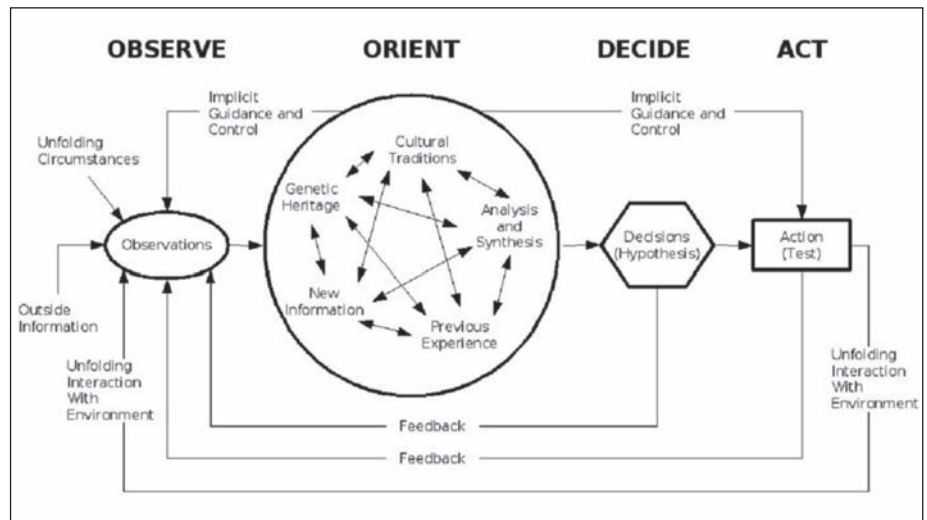 OBSERVE
ORIENT
DECIDE
ACT
Implicit
Guidance and
Control
Implicit
Guidance and
Control
Unfolding
Circumstances
Cultural
Traditions
Genetic
Heritage
Analysis
and
Synthesis
Observations
Decisions
(Hypothesis)
Action
(Test)
New
Information
Previous
Experience
Outside
Information
Unfolding
Interaction
With
Environment
Unfolding
Interaction
With
Environment
Feedback
Feedback